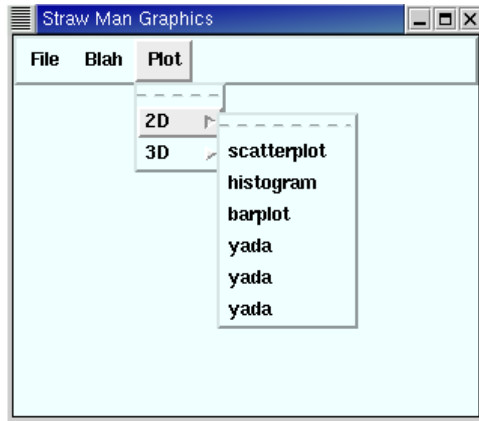 Straw Man Graphics
File Blah Plot
2D
3D
scatterplot
histogram
barplot
yada
yada
yada